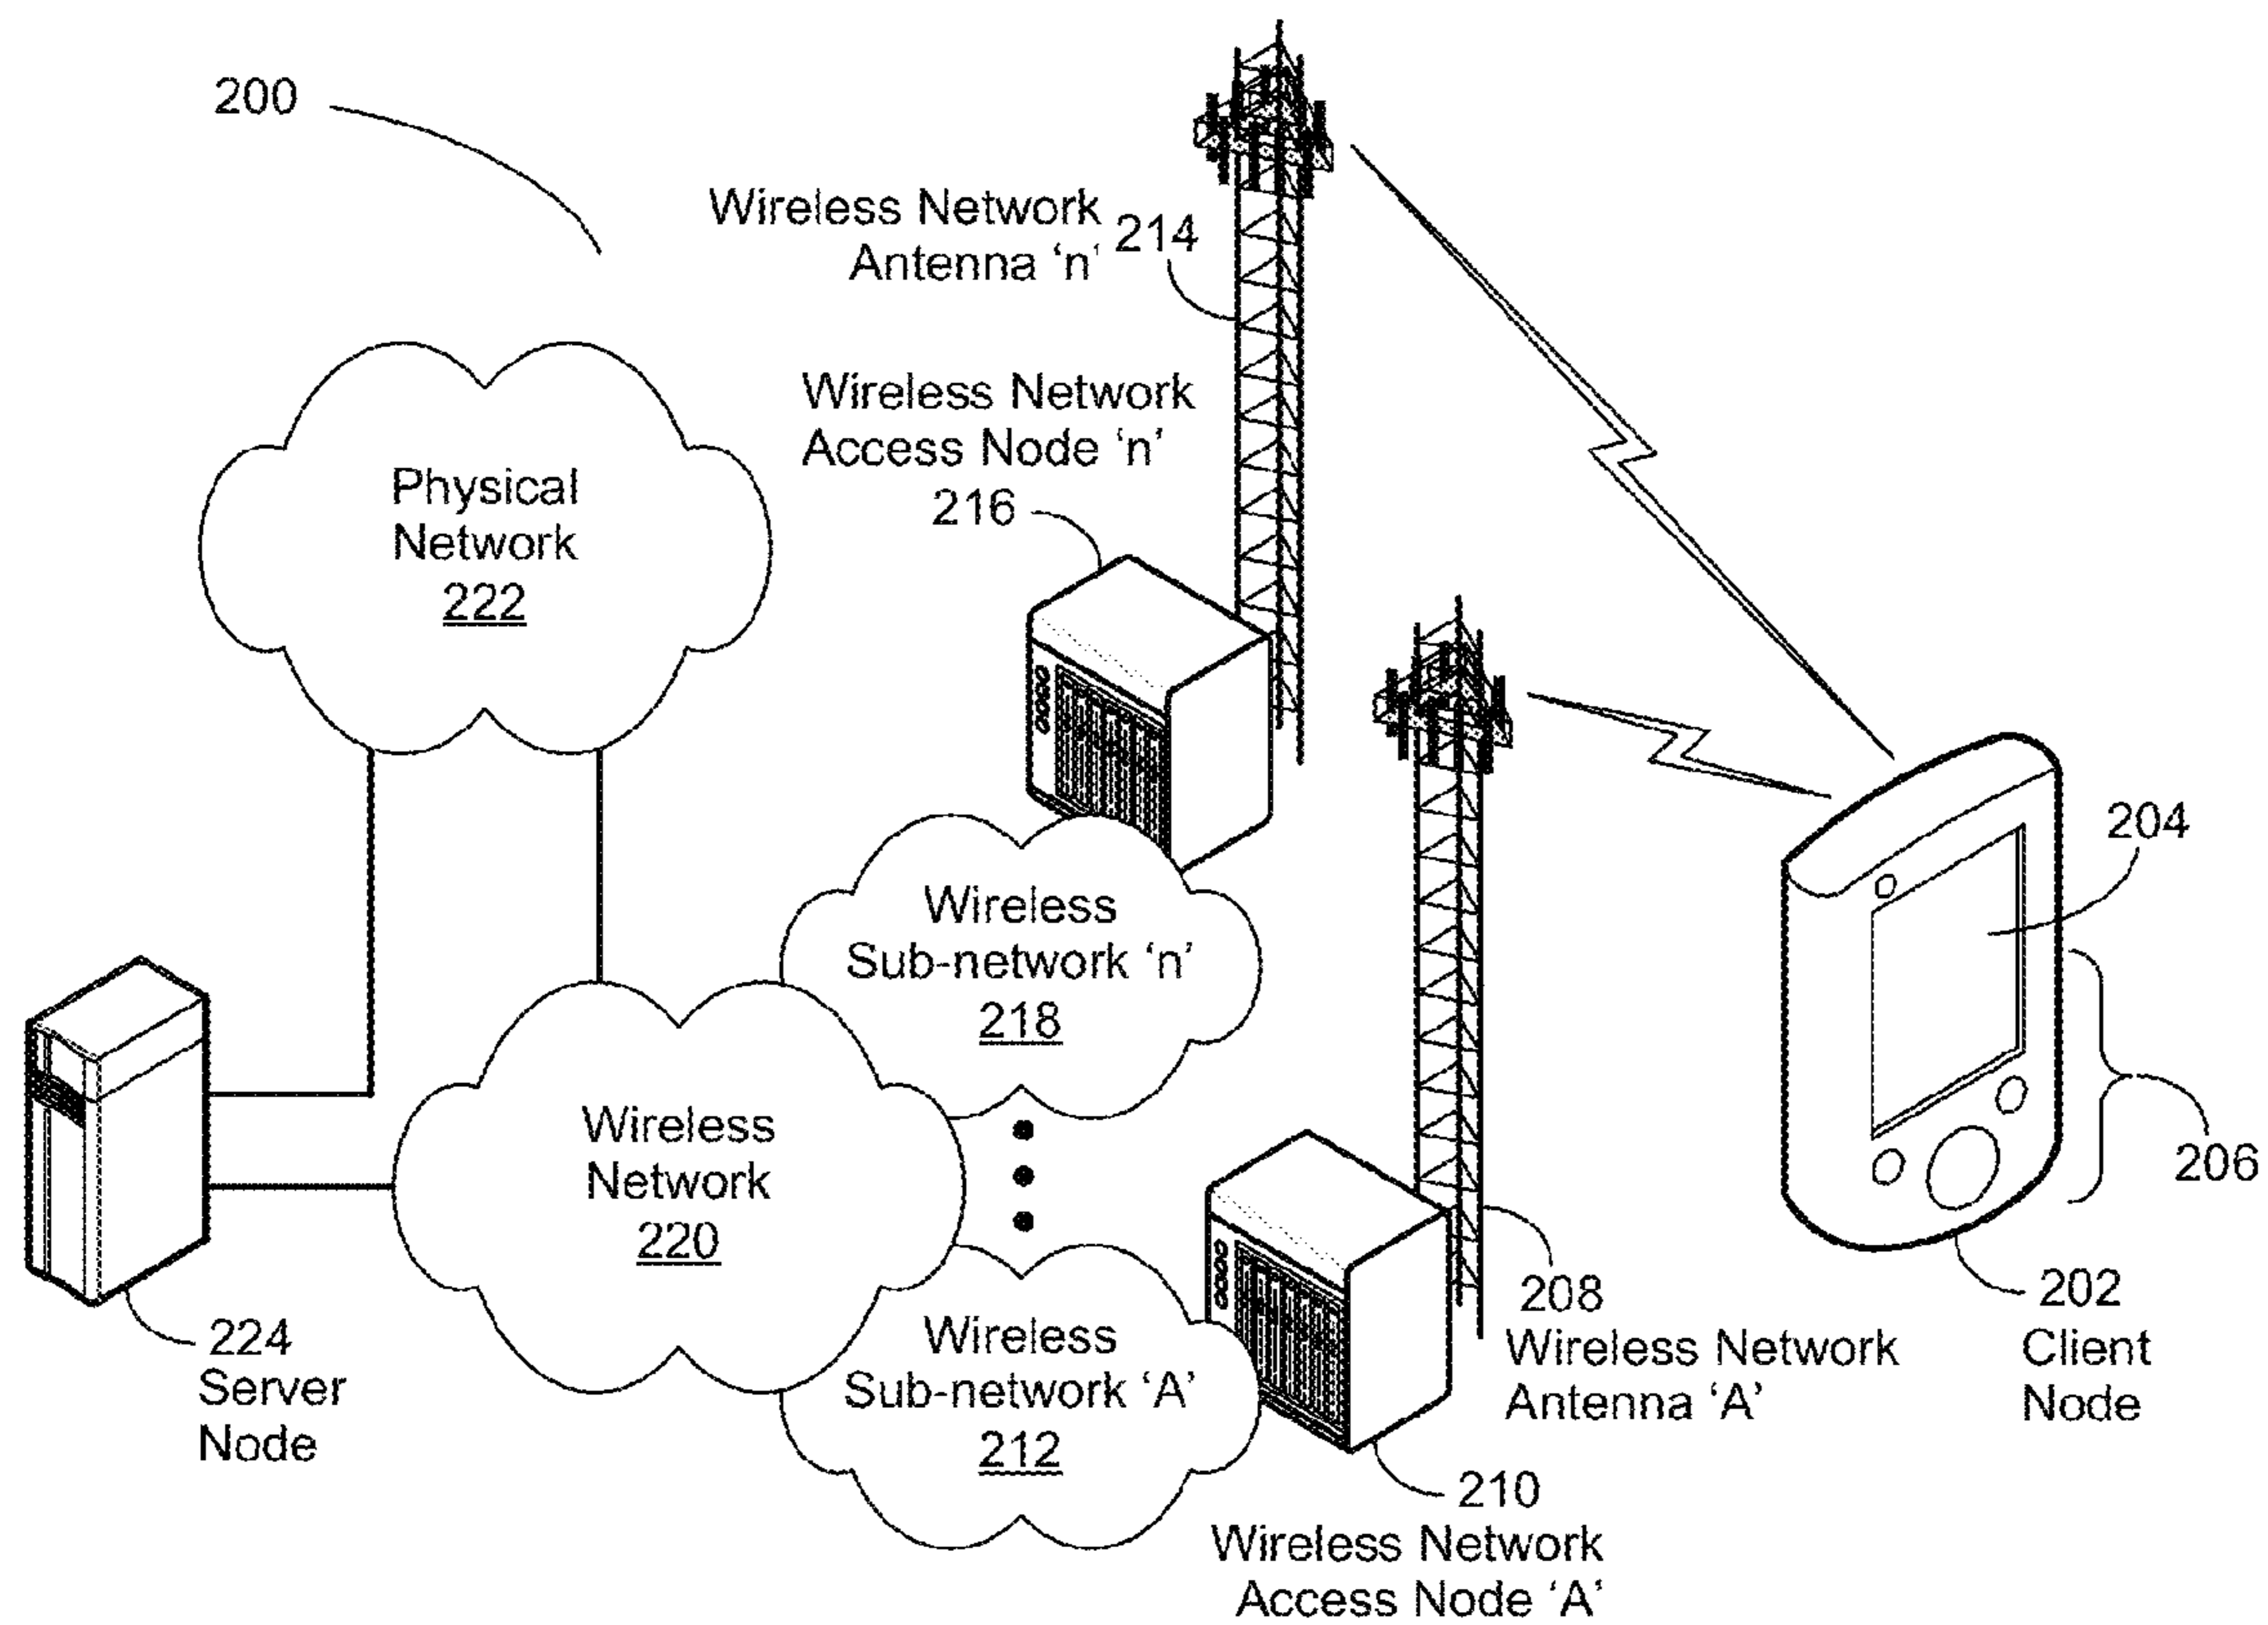 200
Wireless Network
Antenna 'n'
214
Wireless Network
Access Node 'n'
216
Physical
Network
222
204
Wireless
Sub-network 'n'
218
206
Wireless
Network
220
224
Server
Node
Wireless
Sub-network 'A'
212
208
Wireless Network
Antenna 'A'
202
Client
Node
210
Wireless Network
Access Node 'A'